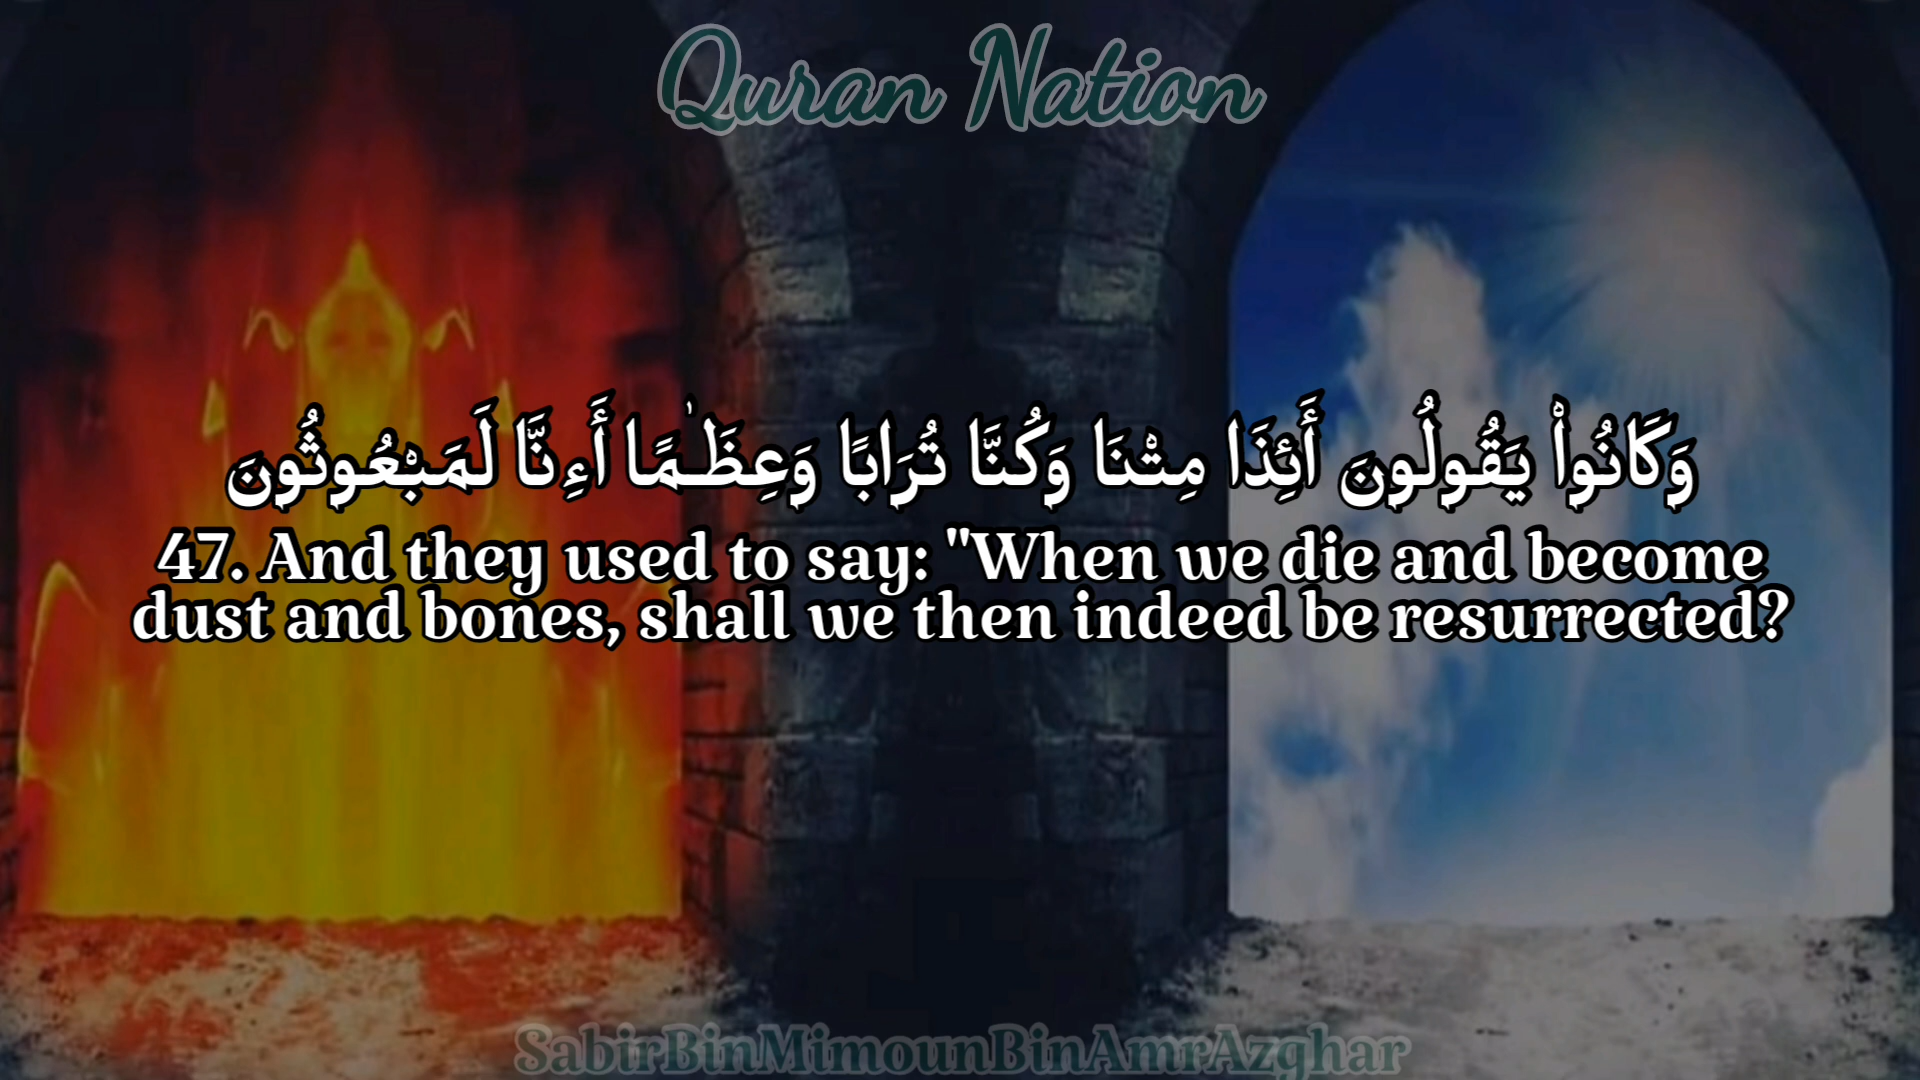 Quran Nation
وَكَانُوا۟ يَقُولُونَ أَئِذَا مِتْنَا وَكُنَّا تُرَابًا وَعِظَـٰمًا أَءِنَّا لَمَبْعُوثُونَ
47. And they used to say: "When we die and become
dust and bones, shall we then indeed be resurrected?
SabirBinMimounBinAmrAzghar